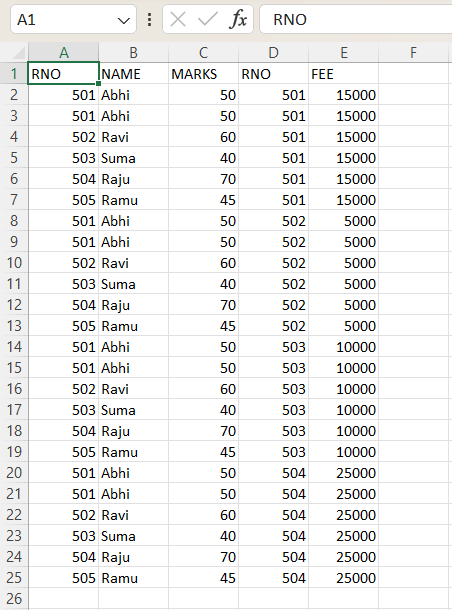 A1 fx RNO
A B C D E F
1 RNO NAME MARKS RNO FEE
2 501 Abhi 50 501 15000
3 501 Abhi 50 501 15000
4 502 Ravi 60 501 15000
5 503 Suma 40 501 15000
6 504 Raju 70 501 15000
7 505 Ramu 45 501 15000
8 501 Abhi 50 502 5000
9 501 Abhi 50 502 5000
10 502 Ravi 60 502 5000
11 503 Suma 40 502 5000
12 504 Raju 70 502 5000
13 505 Ramu 45 502 5000
14 501 Abhi 50 503 10000
15 501 Abhi 50 503 10000
16 502 Ravi 60 503 10000
17 503 Suma 40 503 10000
18 504 Raju 70 503 10000
19 505 Ramu 45 503 10000
20 501 Abhi 50 504 25000
21 501 Abhi 50 504 25000
22 502 Ravi 60 504 25000
23 503 Suma 40 504 25000
24 504 Raju 70 504 25000
25 505 Ramu 45 504 25000
26